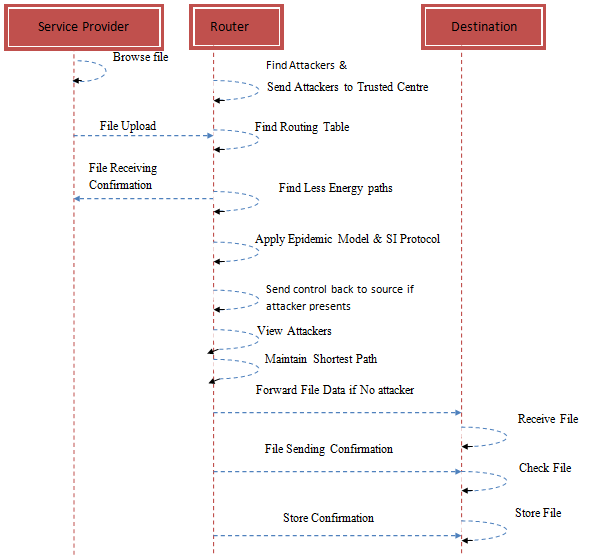 Service Provider
Router
Destination
Browse file
Find Attackers &
Send Attackers to Trusted Centre
File Upload
Find Routing Table
File Receiving
Confirmation
Find Less Energy paths
Apply Epidemic Model & SI Protocol
Send control back to source if
attacker presents
View Attackers
Maintain Shortest Path
Forward File Data if No attacker
Receive File
File Sending Confirmation
Check File
Store File
Store Confirmation